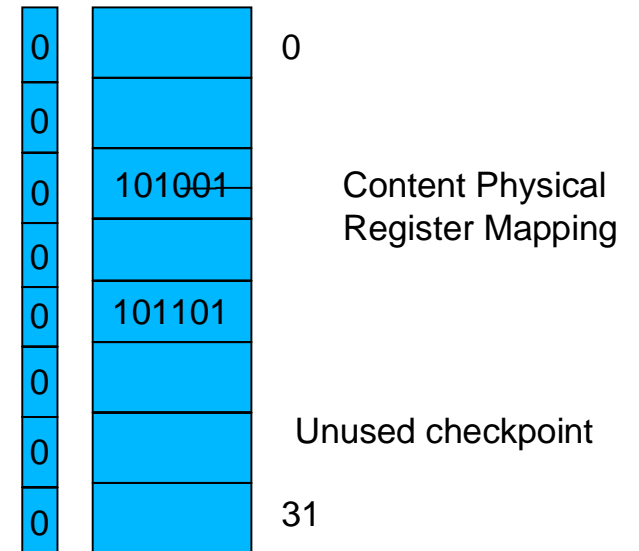 0 0
0
0 101001 Content Physical
Register Mapping
0
0 101101
0
0 Unused checkpoint
0 31